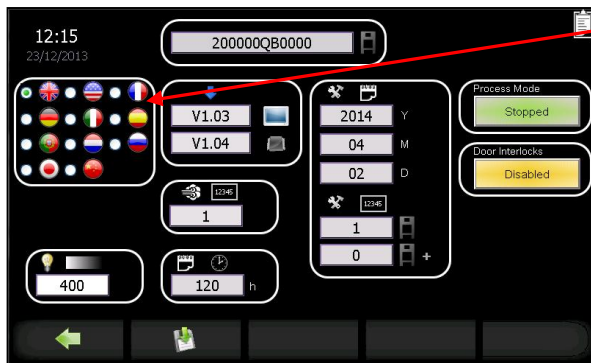 12:15
23/12/2013
200000QB0000
V1.03
V1.04
12345
1
400
120 h
2014 Y
04 M
02 D
12345
1
0 +
Process Mode
Stopped
Door Interlocks
Disabled